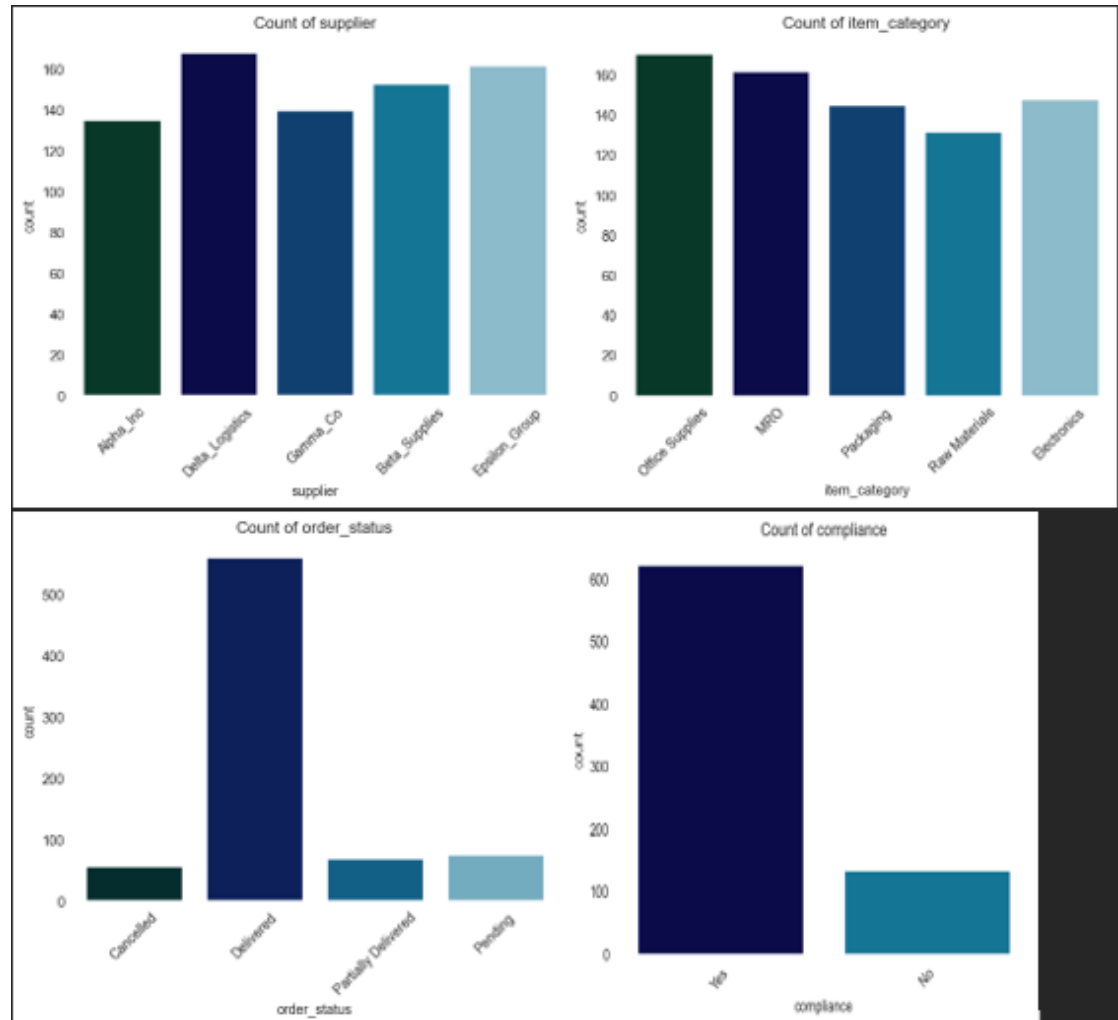 Count of supplier
160
140
120
100
80
60
40
20
0
count
Alpha_Inc
Delta_Logistics
Gamma_Co
Beta_Supplies
Epsilon_Group
supplier
Count of item_category
160
140
120
100
80
60
40
20
0
count
Office Supplies
MRO
Packaging
Raw Materials
Electronics
item_category
Count of order_status
500
400
300
200
100
0
count
Cancelled
Delivered
Partially Delivered
Pending
order_status
Count of compliance
600
500
400
300
200
100
0
count
Yes
No
compliance